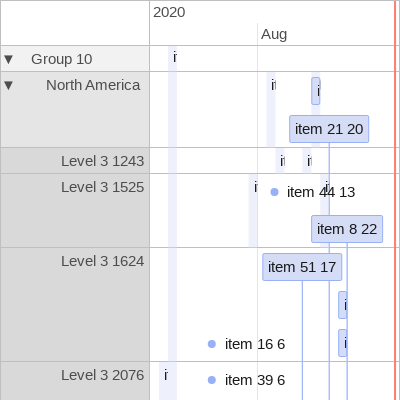 2020
Aug
▼ Group 10
▼ North America
item 21 20
Level 3 1243
Level 3 1525
item 44 13
item 8 22
Level 3 1624
item 51 17
item 16 6
Level 3 2076
item 39 6